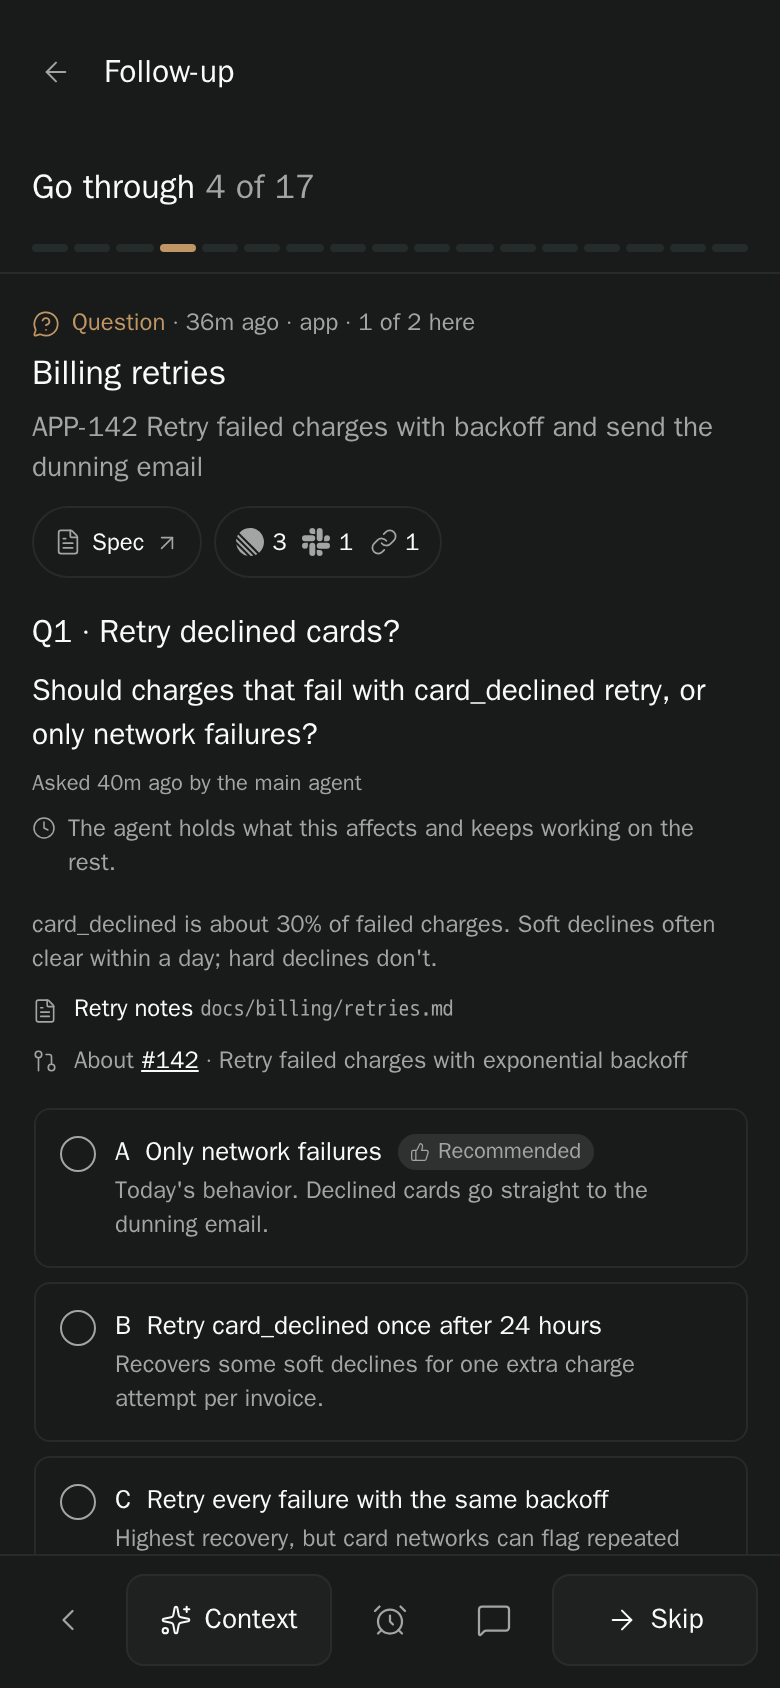 Follow-up
Go through 4 of 17
Question · 36m ago · app · 1 of 2 here
Billing retries
APP-142 Retry failed charges with backoff and send the
dunning email
Spec 3 1 1
Q1 · Retry declined cards?
Should charges that fail with card_declined retry, or
only network failures?
Asked 40m ago by the main agent
The agent holds what this affects and keeps working on the
rest.
card_declined is about 30% of failed charges. Soft declines often
clear within a day; hard declines don't.
Retry notes docs/billing/retries.md
About #142 · Retry failed charges with exponential backoff
A Only network failures Recommended
Today's behavior. Declined cards go straight to the
dunning email.
B Retry card_declined once after 24 hours
Recovers some soft declines for one extra charge
attempt per invoice.
C Retry every failure with the same backoff
Highest recovery, but card networks can flag repeated
Context Skip